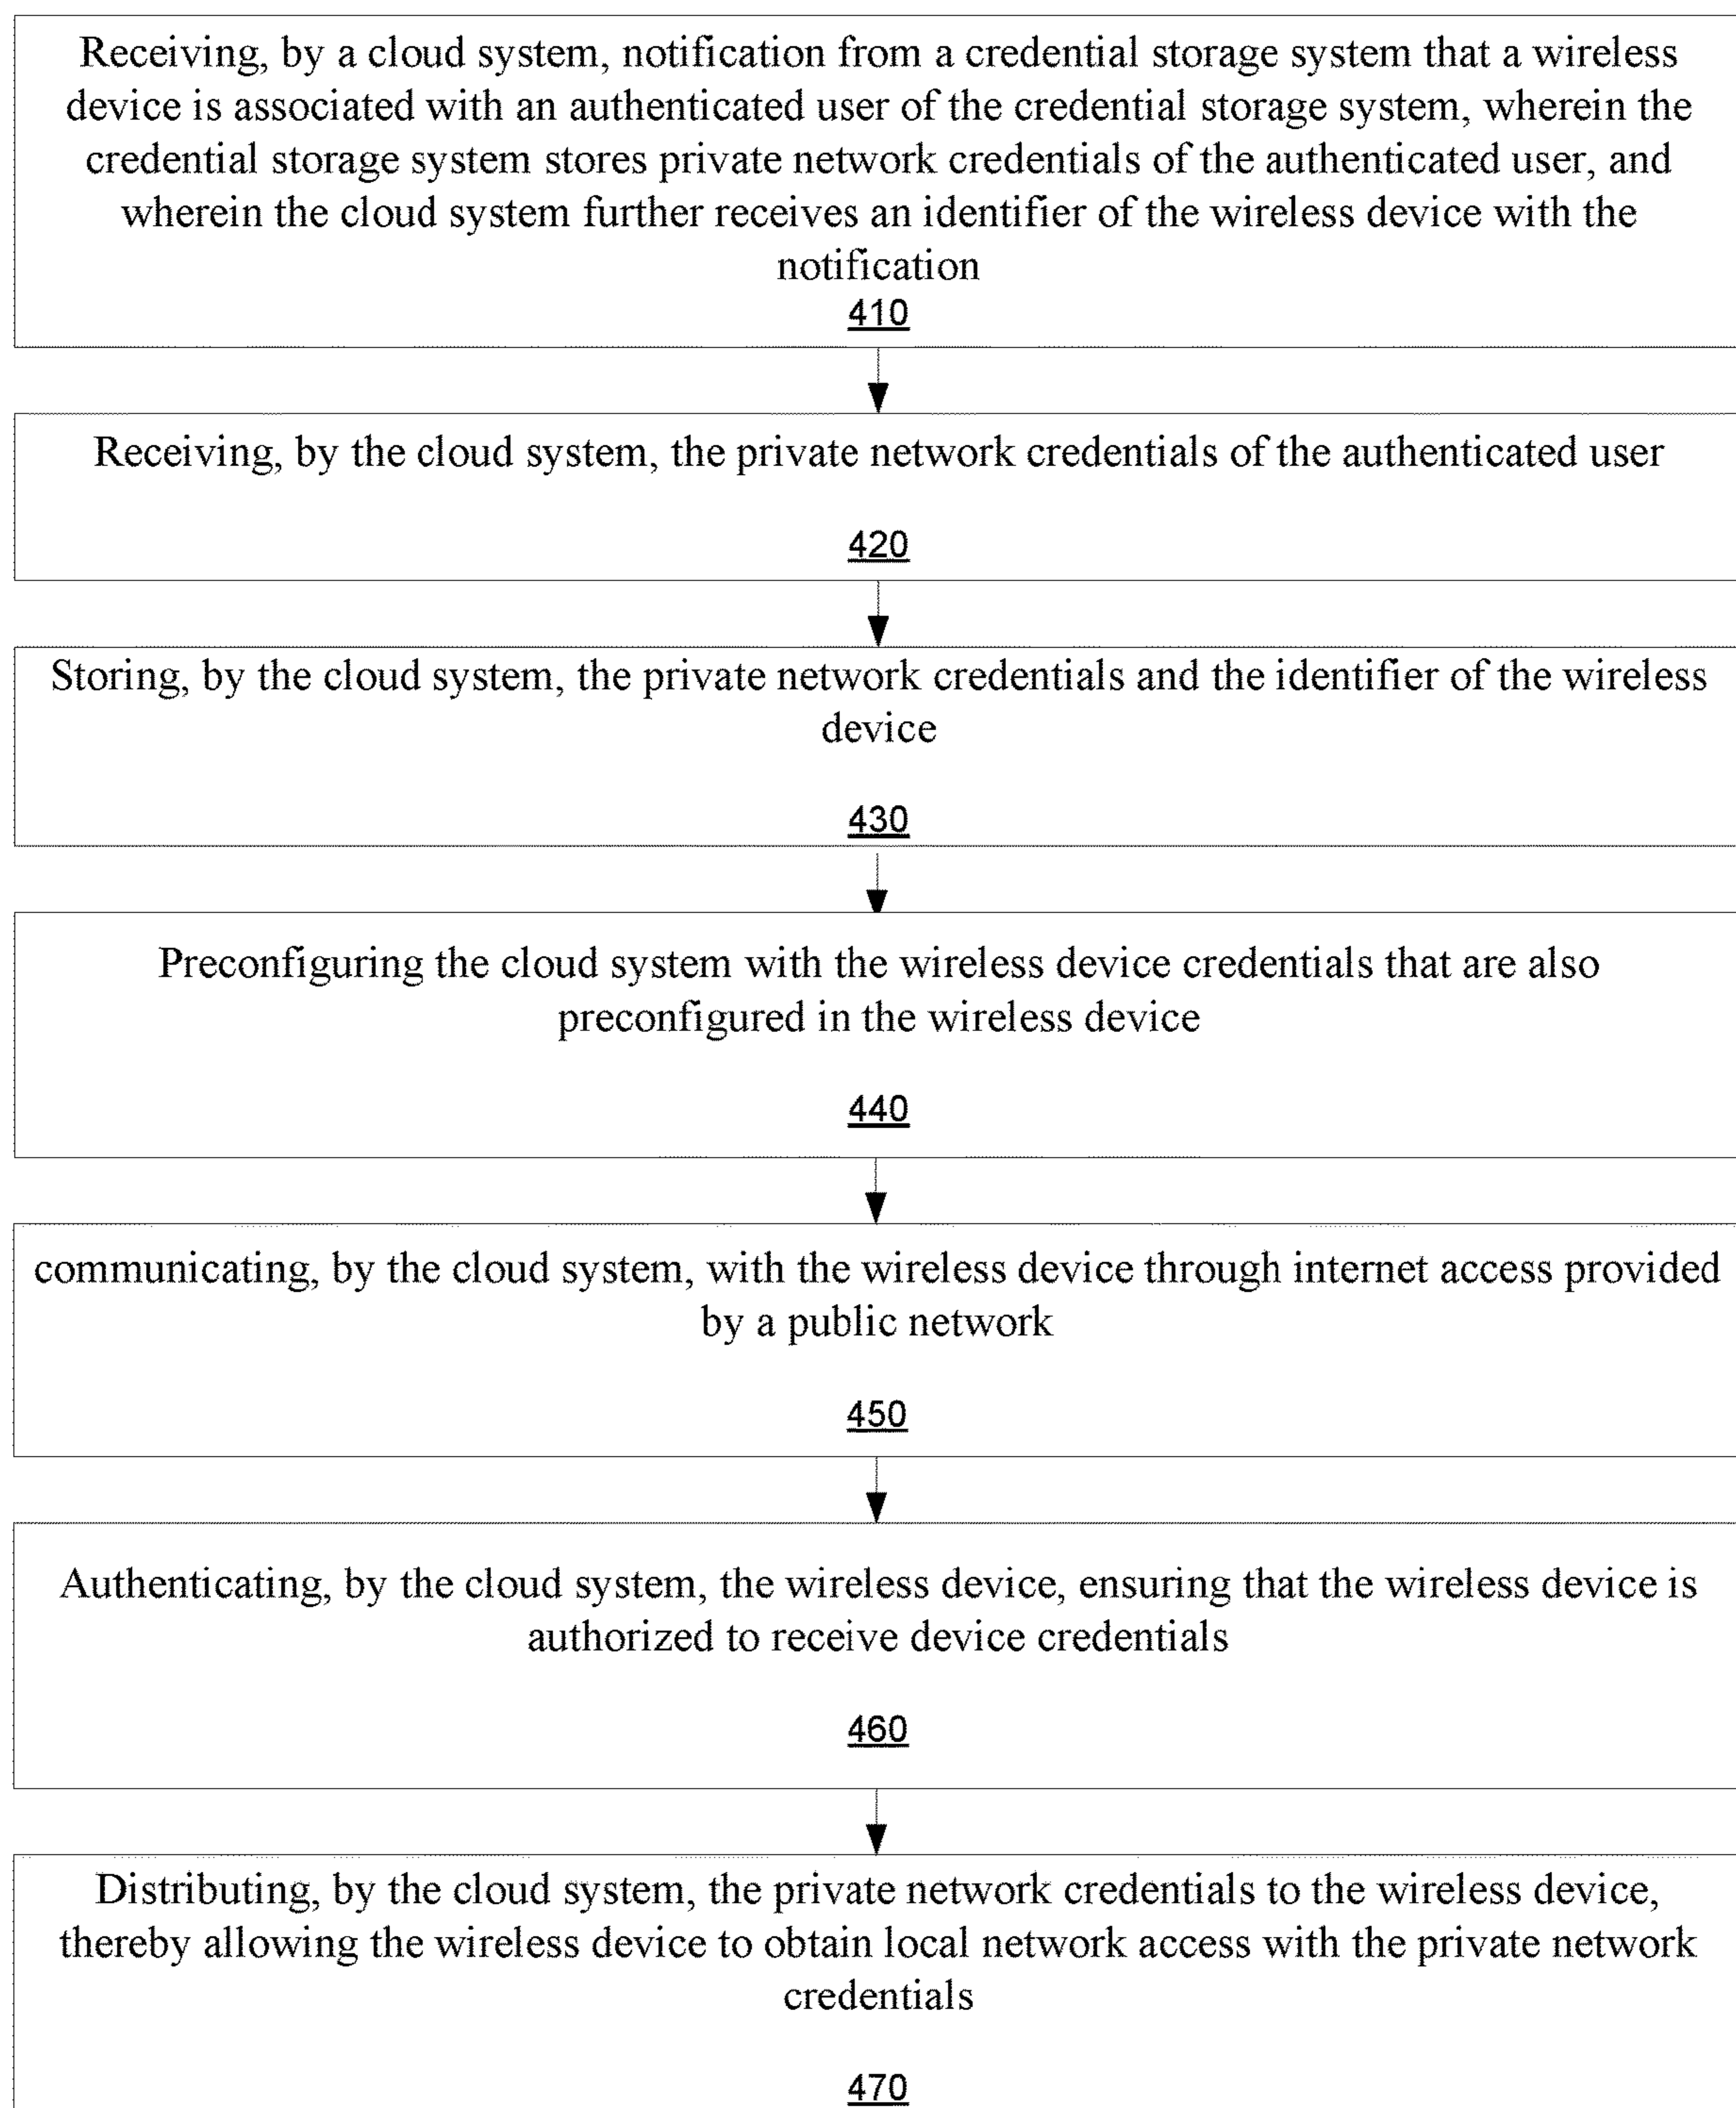 Receiving, by a cloud system, notification from a credential storage system that a wireless
device is associated with an authenticated user of the credential storage system, wherein the
credential storage system stores private network credentials of the authenticated user, and
wherein the cloud system further receives an identifier of the wireless device with the
notification
410
Receiving, by the cloud system, the private network credentials of the authenticated user
420
Storing, by the cloud system, the private network credentials and the identifier of the wireless
device
430
Preconfiguring the cloud system with the wireless device credentials that are also
preconfigured in the wireless device
440
communicating, by the cloud system, with the wireless device through internet access provided
by a public network
450
Authenticating, by the cloud system, the wireless device, ensuring that the wireless device is
authorized to receive device credentials
460
Distributing, by the cloud system, the private network credentials to the wireless device,
thereby allowing the wireless device to obtain local network access with the private network
credentials
470